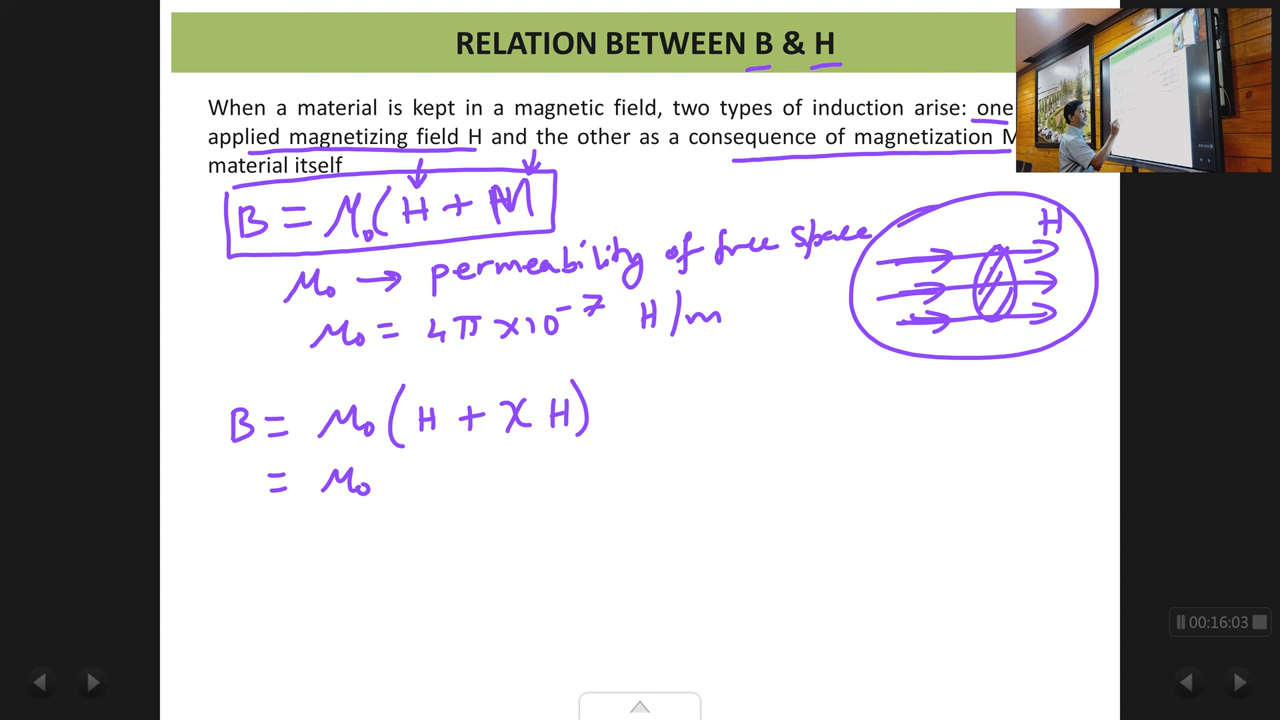 RELATION BETWEEN B & H
When a material is kept in a magnetic field, two types of induction arise: one
applied magnetizing field H and the other as a consequence of magnetization M
material itself
B = μ₀(H + M
H
μ₀ → permeability of free space
μ₀ = 4π×10⁻⁷ H/m
B = μ₀(H + χH)
= μ₀
00:16:03